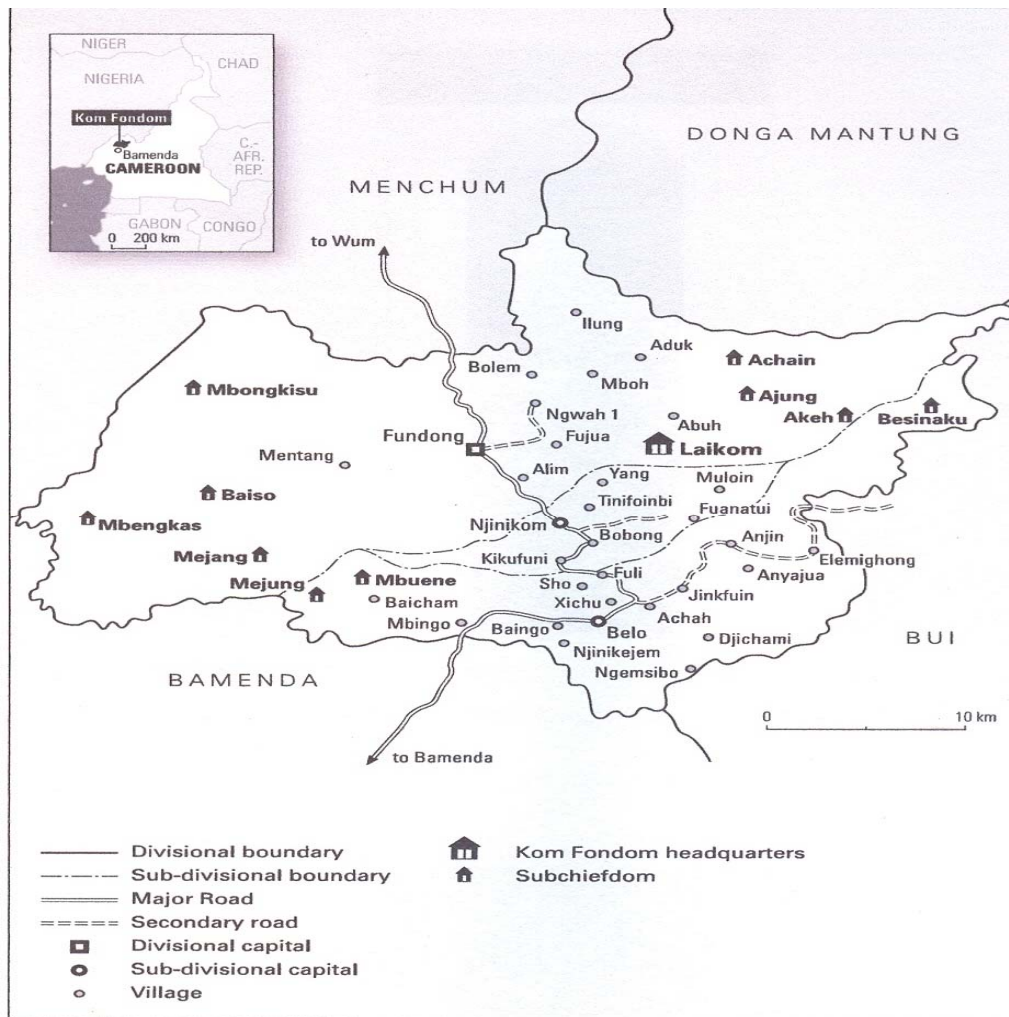 NIGER
CHAD
NIGERIA
Kom Fondom
Bamenda
CAMEROON
C.-
AFR.
REP.
GABON
CONGO
0 200 km
DONGA MANTUNG
MENCHUM
to Wum
Ilung
Aduk
Achain
Bolem
Mboh
Mbongkisu
Ajung
Ngwah 1
Abuh
Akeh
Besinaku
Fundong
Fujua
Laikom
Mentang
Alim
Yang
Muloin
Baiso
Tinifoinbi
Fuanatui
Mbengkas
Njinikom
Bobong
Anjin
Mejang
Kikufuni
Elemighong
Mejung
Mbuene
Sho
Fuli
Anyajua
Baicham
Xichu
Jinkfuin
Mbingo
Baingo
Belo
Achah
Djichami
BUI
Njinikejem
Ngemsibo
BAMENDA
0 10 km
to Bamenda
Divisional boundary
Sub-divisional boundary
Major Road
Secondary road
Divisional capital
Sub-divisional capital
Village
Kom Fondom headquarters
Subchiefdom